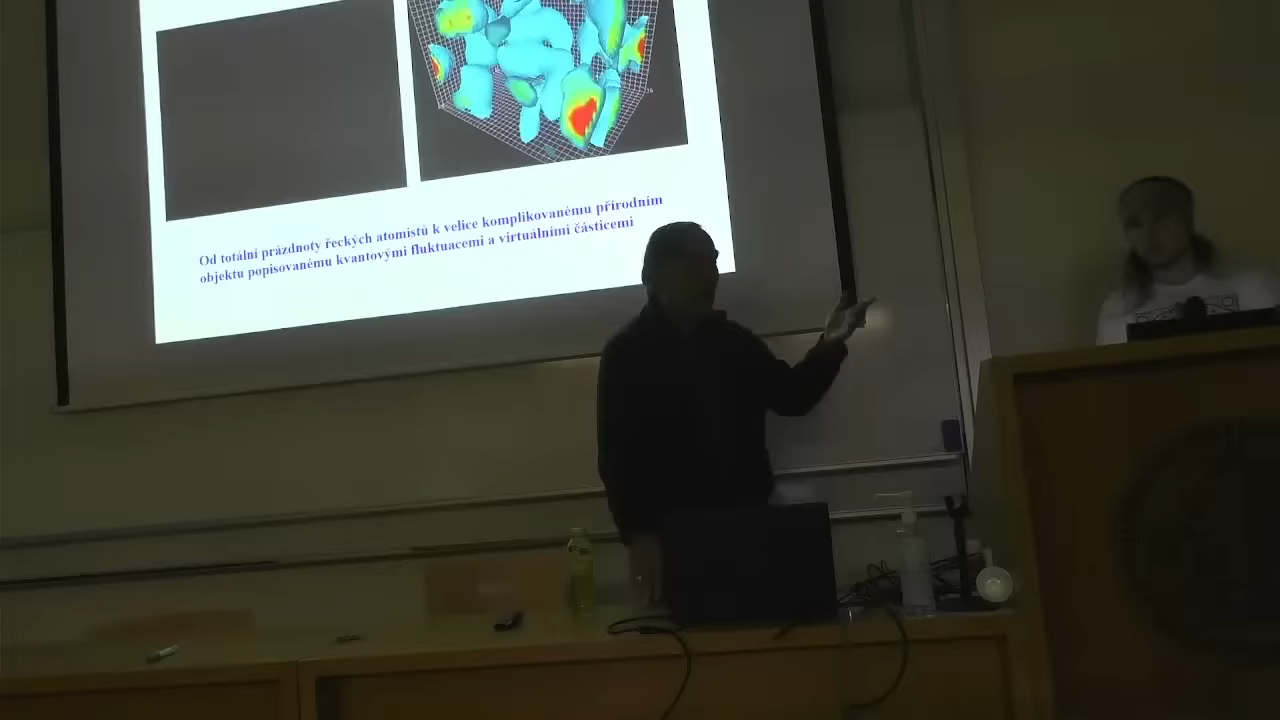 Od totální prázdnoty řeckých atomistů k velice komplikovanému přírodním
objektu popisovanému kvantovými fluktuacemi a virtuálními částicemi